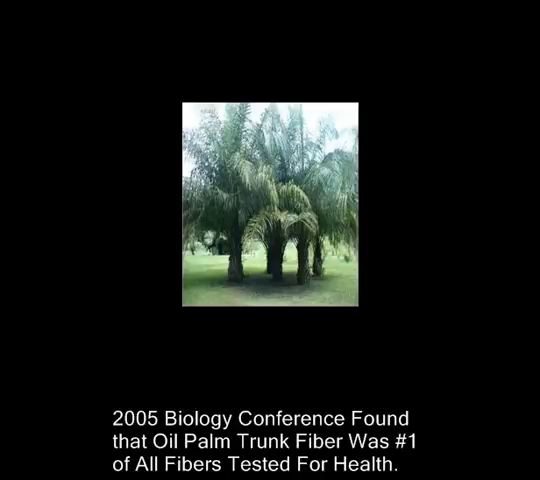 2005 Biology Conference Found
that Oil Palm Trunk Fiber Was #1
of All Fibers Tested For Health.